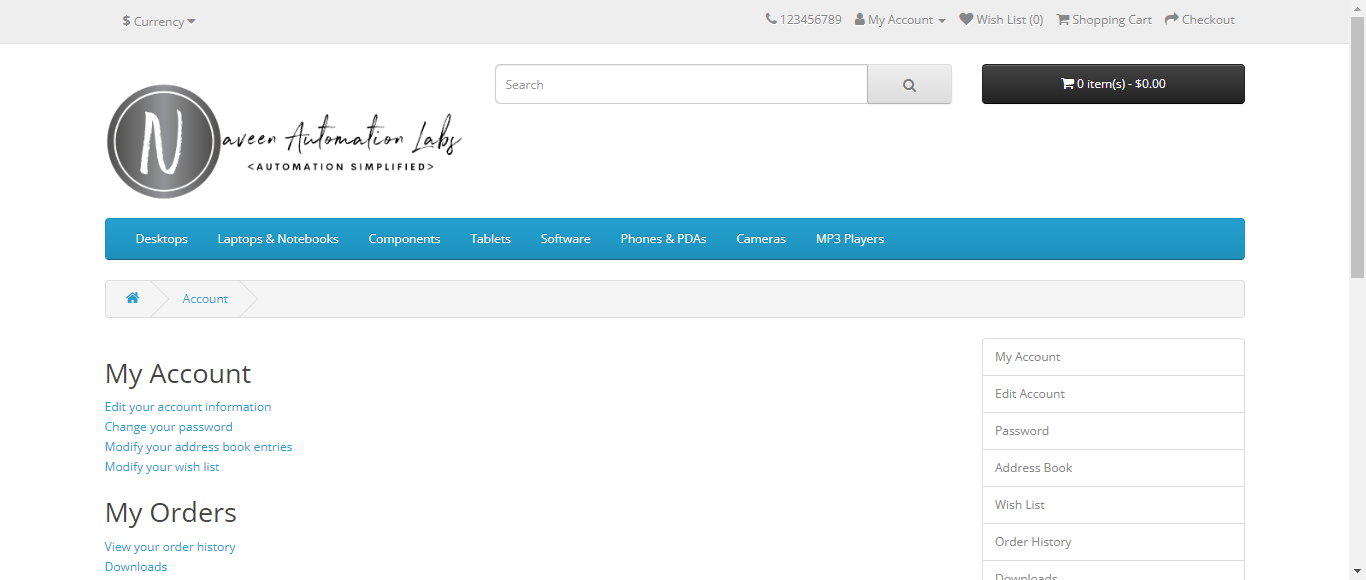 $ Currency
123456789 My Account Wish List (0) Shopping Cart Checkout
Search
0 item(s) - $0.00
N
aveen Automation Labs
<AUTOMATION SIMPLIFIED>
Desktops Laptops & Notebooks Components Tablets Software Phones & PDAs Cameras MP3 Players
Account
My Account
Edit your account information
Change your password
Modify your address book entries
Modify your wish list
My Orders
View your order history
Downloads
My Account
Edit Account
Password
Address Book
Wish List
Order History
Downloads